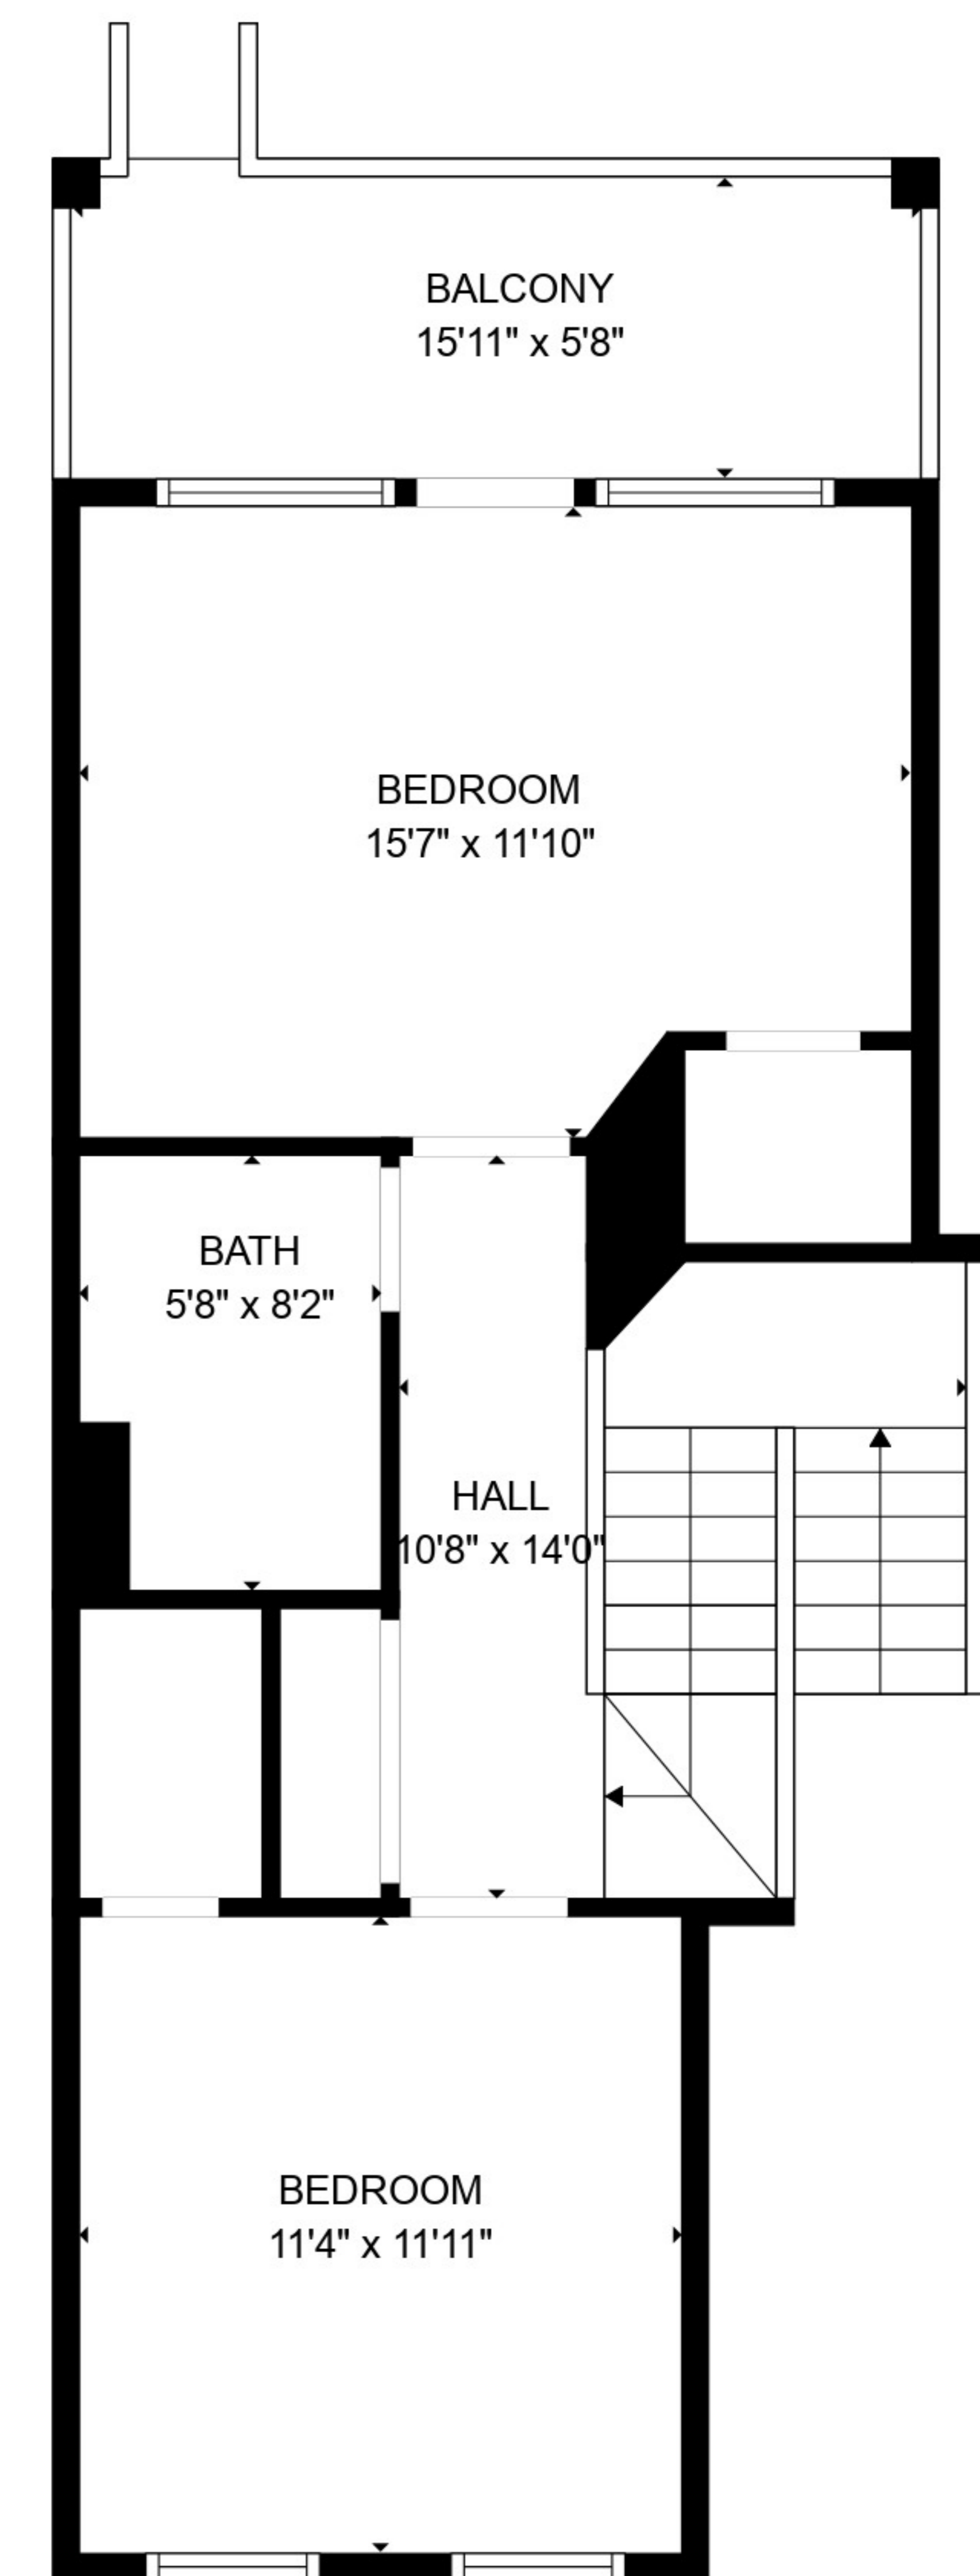 BALCONY
15'11" x 5'8"
BEDROOM
15'7" x 11'10"
BATH
5'8" x 8'2"
HALL
10'8" x 14'0"
BEDROOM
11'4" x 11'11"